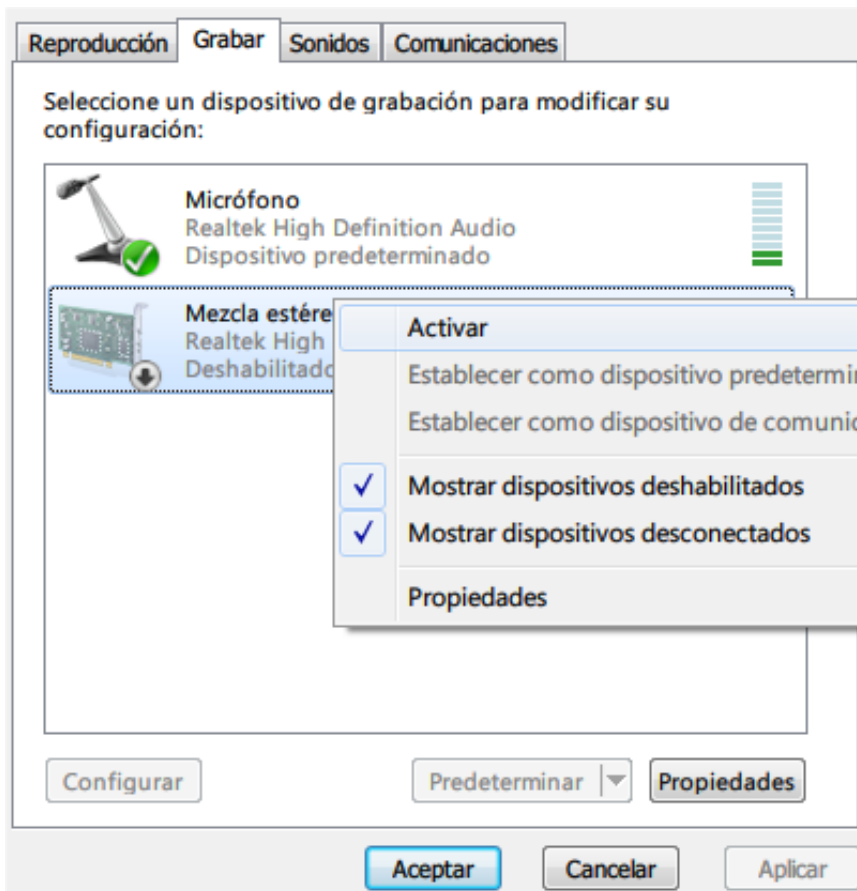 Reproducción Grabar Sonidos Comunicaciones
Seleccione un dispositivo de grabación para modificar su
configuración:
Micrófono
Realtek High Definition Audio
Dispositivo predeterminado
Mezcla estére
Realtek High
Deshabilitado
Activar
Establecer como dispositivo predetermi
Establecer como dispositivo de comunic
Mostrar dispositivos deshabilitados
Mostrar dispositivos desconectados
Propiedades
Configurar Predeterminar Propiedades
Aceptar Cancelar Aplicar